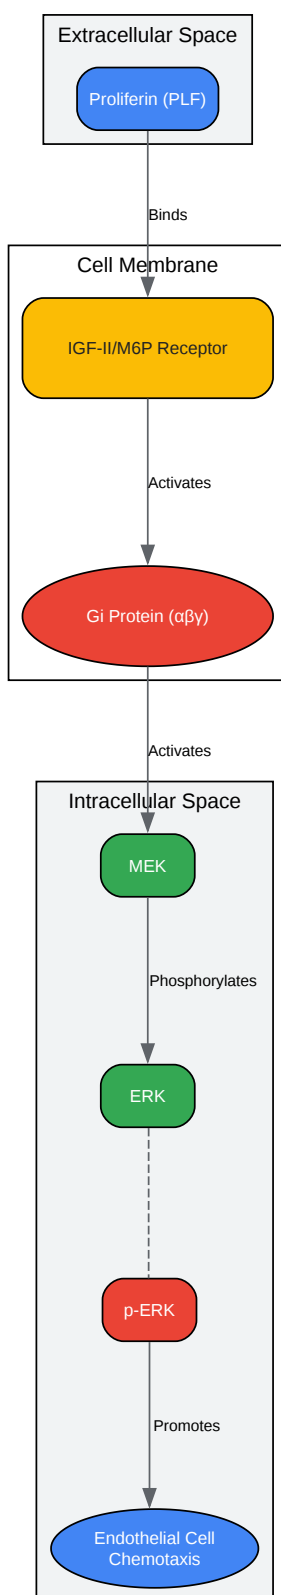 Extracellular Space
Proliferin (PLF)
Binds
Cell Membrane
IGF-II/M6P Receptor
Activates
Gi Protein (αβγ)
Activates
Intracellular Space
MEK
Phosphorylates
ERK
p-ERK
Promotes
Endothelial Cell
Chemotaxis